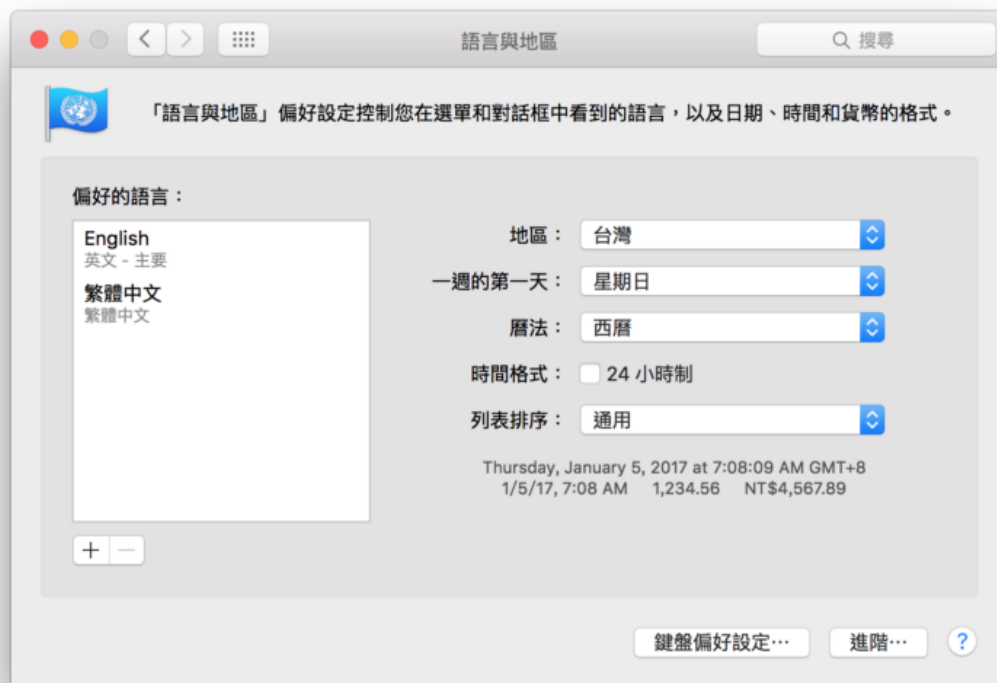 語言與地區
搜尋
「語言與地區」偏好設定控制您在選單和對話框中看到的語言，以及日期、時間和貨幣的格式。
偏好的語言：
English
英文 - 主要
繁體中文
繁體中文
地區： 台灣
一週的第一天： 星期日
曆法： 西曆
時間格式： 24 小時制
列表排序： 通用
Thursday, January 5, 2017 at 7:08:09 AM GMT+8
1/5/17, 7:08 AM 1,234.56 NT$4,567.89
鍵盤偏好設定⋯
進階⋯
?